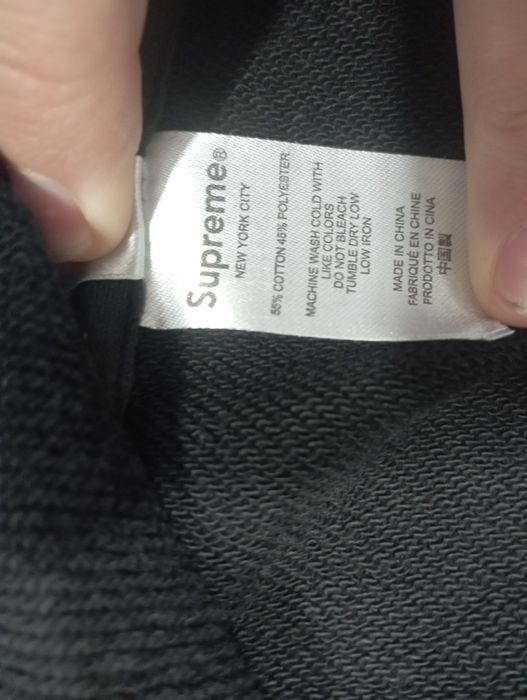 Supreme®
NEW YORK CITY
55% COTTON 45% POLYESTER
MACHINE WASH COLD WITH
LIKE COLORS
DO NOT BLEACH
TUMBLE DRY LOW
LOW IRON
MADE IN CHINA
FABRIQUÉ EN CHINE
PRODOTTO IN CINA
中国製